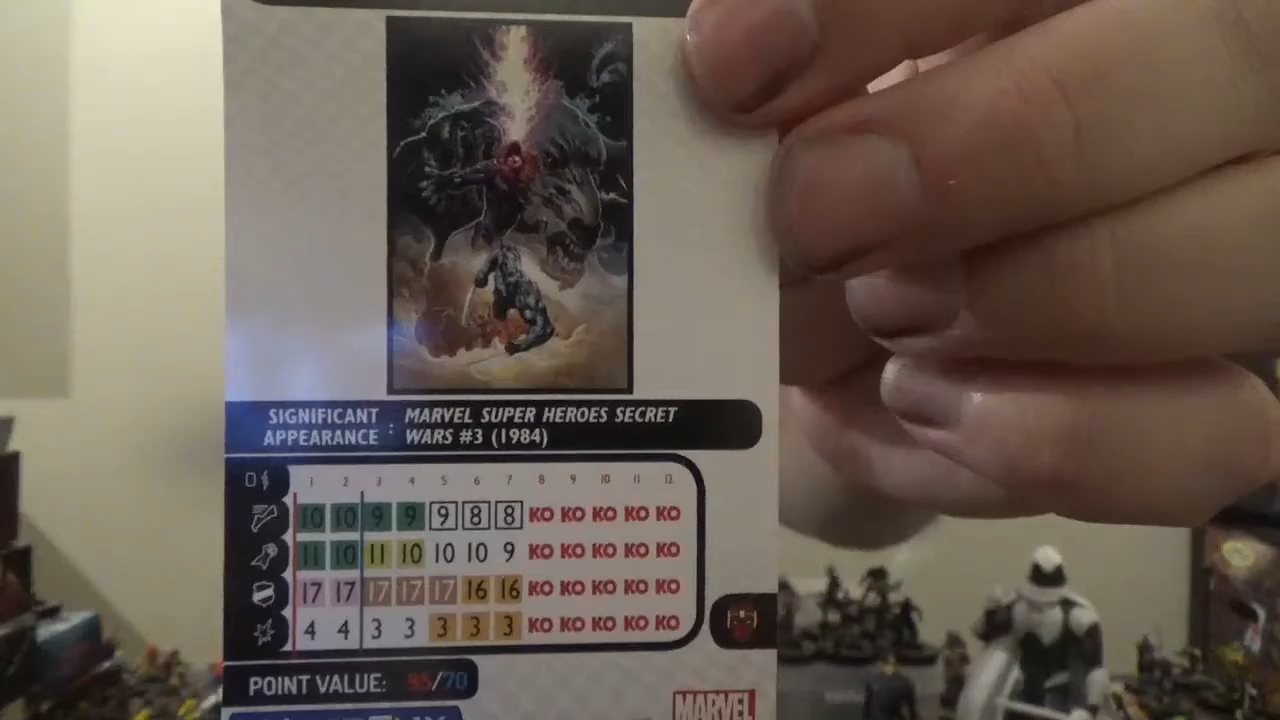 SIGNIFICANT APPEARANCE : MARVEL SUPER HEROES SECRET WARS #3 (1984)
1 2 3 4 5 6 7 8 9 10 11 12
10 10 9 9 9 8 8 KO KO KO KO KO
11 10 11 10 10 10 9 KO KO KO KO KO
17 17 17 17 17 16 16 KO KO KO KO KO
4 4 3 3 3 3 3 KO KO KO KO KO
POINT VALUE: 95/70
MARVEL